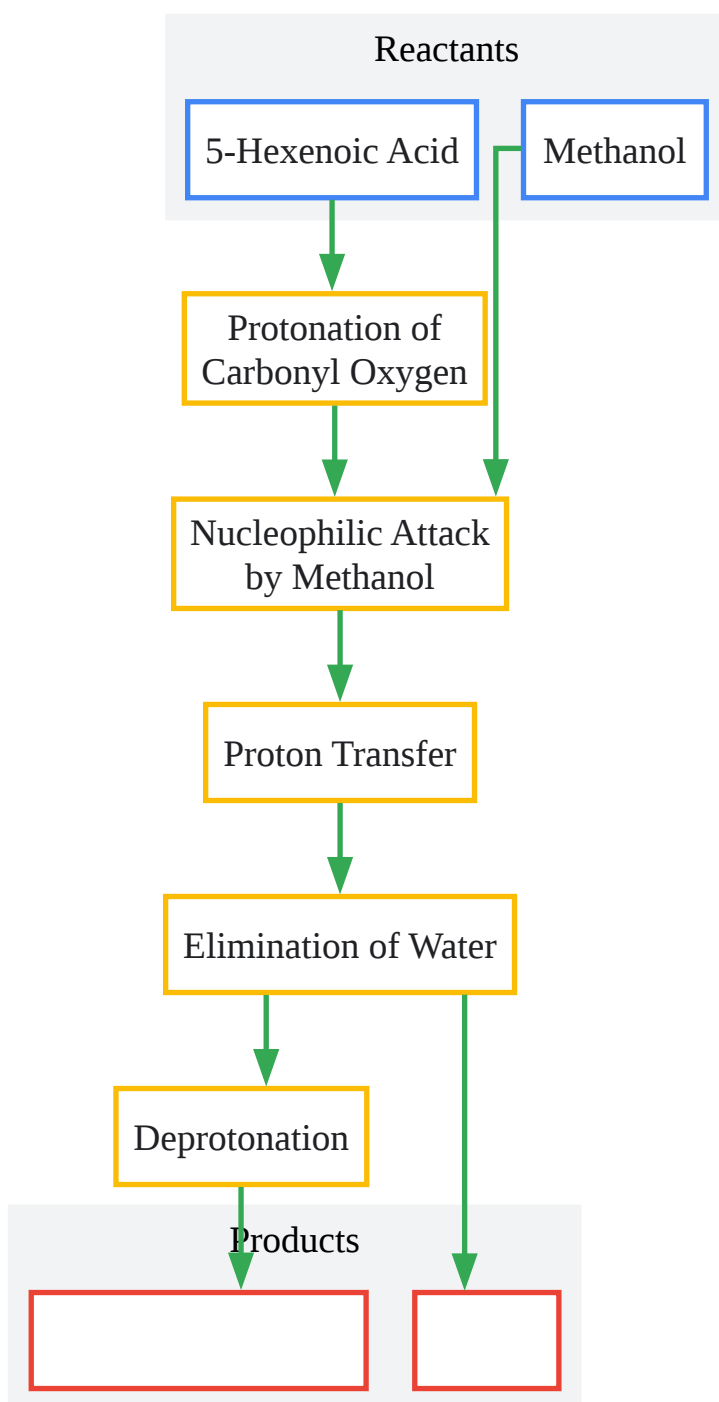 Reactants
5-Hexenoic Acid
Methanol
Protonation of
Carbonyl Oxygen
Nucleophilic Attack
by Methanol
Proton Transfer
Elimination of Water
Deprotonation
Products